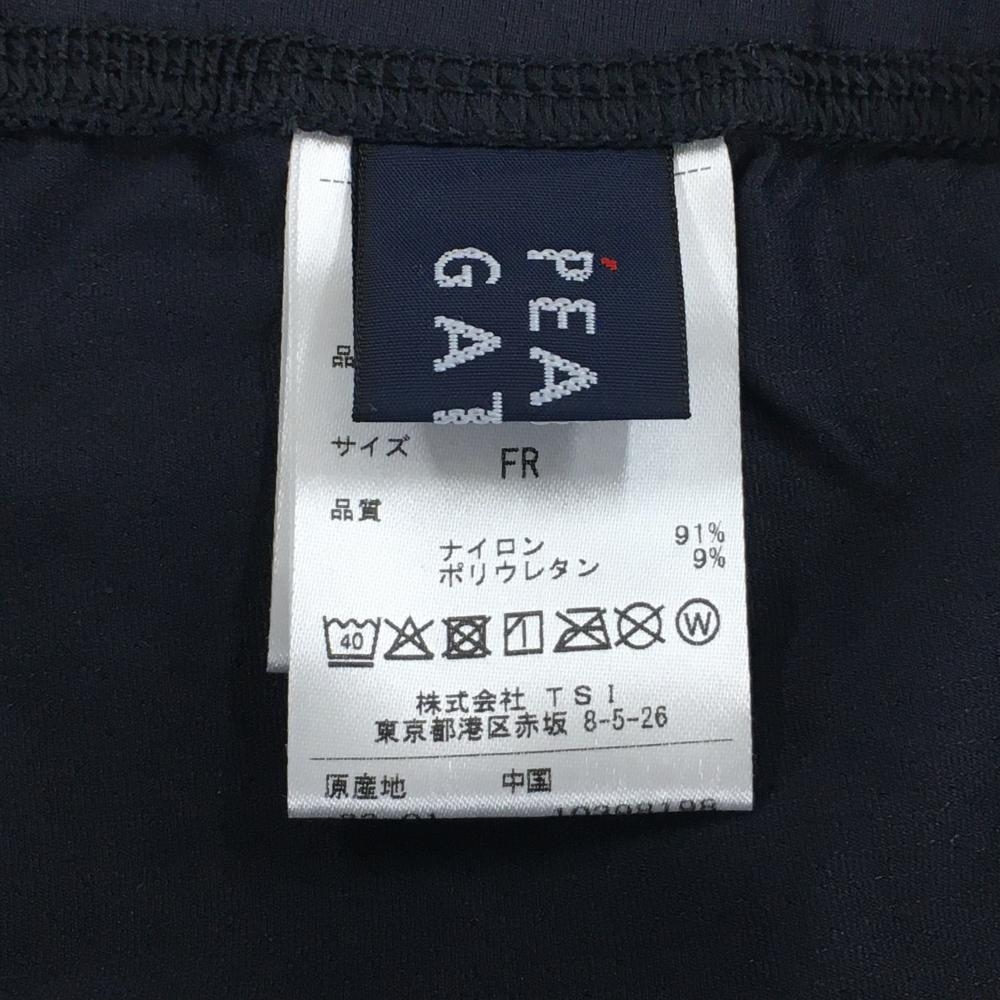 PEA
GAT
品
サイズ FR
品質
ナイロン 91%
ポリウレタン 9%
40 W
株式会社 TSI
東京都港区赤坂 8-5-26
原産地 中国